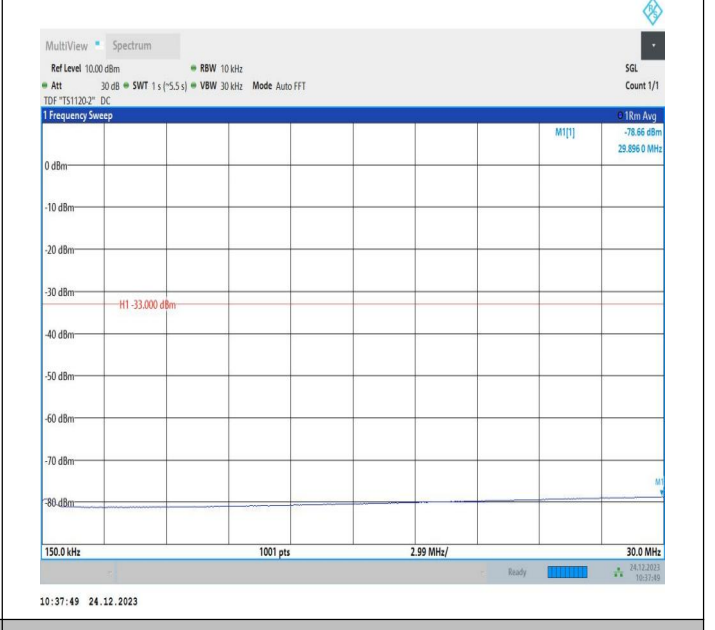 MultiView Spectrum
Ref Level 10.00 dBm RBW 10 kHz SGL
Att 30 dB SWT 1 s (~5.5 s) VBW 30 kHz Mode Auto FFT Count 1/1
TDF "TS1120-2" DC
1 Frequency Sweep 1Rm Avg
M1[1] -78.66 dBm
29.896 0 MHz
0 dBm
-10 dBm
-20 dBm
-30 dBm
H1 -33.000 dBm
-40 dBm
-50 dBm
-60 dBm
-70 dBm
M1
-80 dBm
150.0 kHz 1001 pts 2.99 MHz/ 30.0 MHz
Ready 24.12.2023
10:37:49
10:37:49 24.12.2023